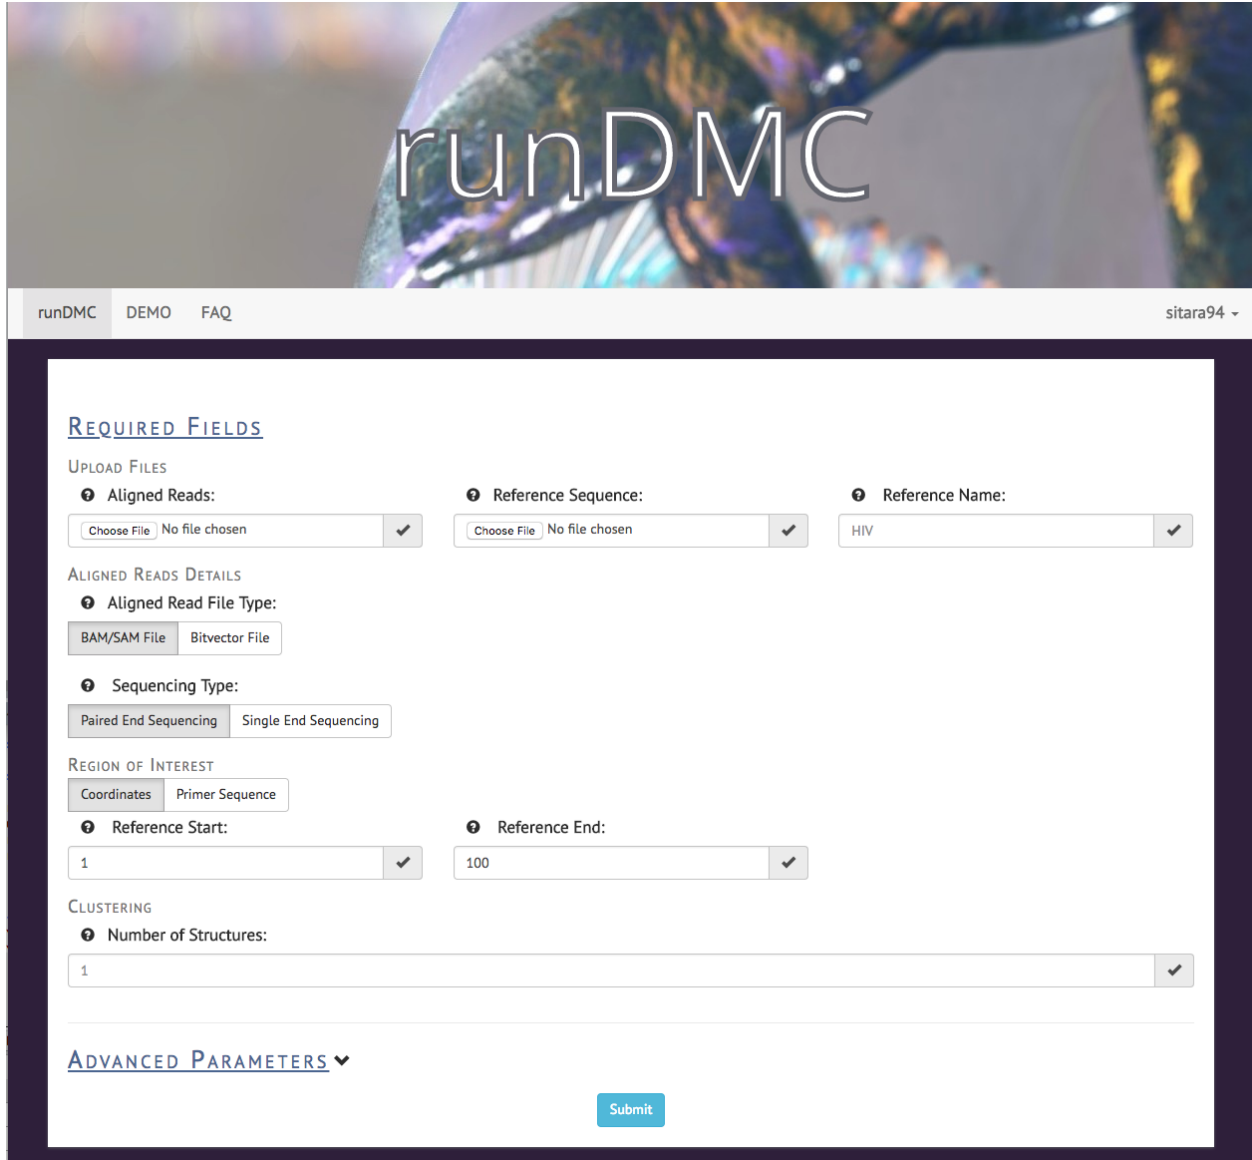 runDMC
runDMC DEMO FAQ sitara94
Required Fields
Upload Files
Aligned Reads: Reference Sequence: Reference Name:
Choose File No file chosen Choose File No file chosen HIV
Aligned Reads Details
Aligned Read File Type:
BAM/SAM File Bitvector File
Sequencing Type:
Paired End Sequencing Single End Sequencing
Region of Interest
Coordinates Primer Sequence
Reference Start: Reference End:
1 100
Clustering
Number of Structures:
1
Advanced Parameters
Submit